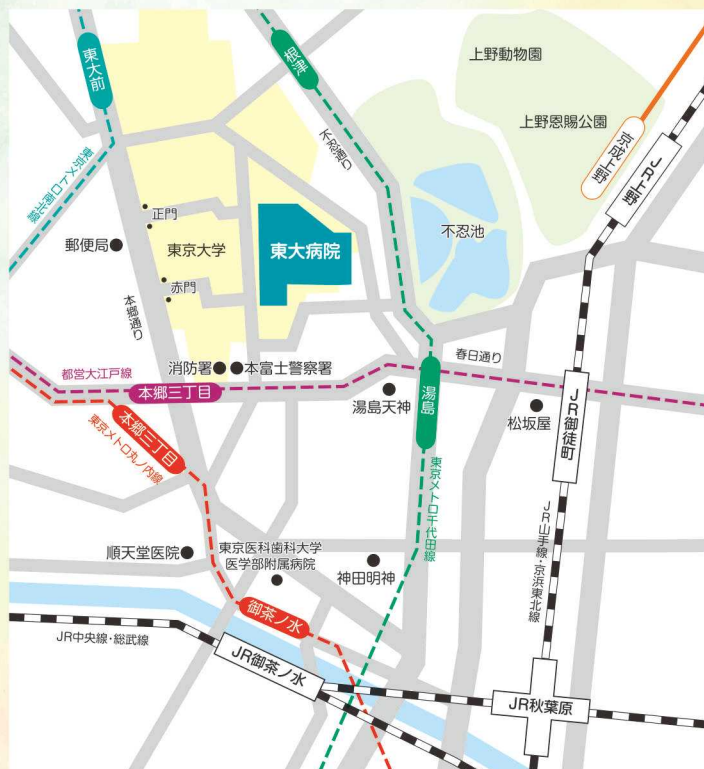 上野動物園
根津
東大前
上野恩賜公園
京成上野
JR上野
不忍通り
東京メトロ南北線
正門
郵便局
東京大学
東大病院
不忍池
赤門
本郷通り
都営大江戸線
消防署
本富士警察署
春日通り
本郷三丁目
湯島天神
湯島
松坂屋
JR御徒町
本郷三丁目
東京メトロ丸ノ内線
東京メトロ千代田線
JR山手線・京浜東北線
順天堂医院
東京医科歯科大学
医学部附属病院
神田明神
御茶ノ水
JR中央線・総武線
JR御茶ノ水
JR秋葉原